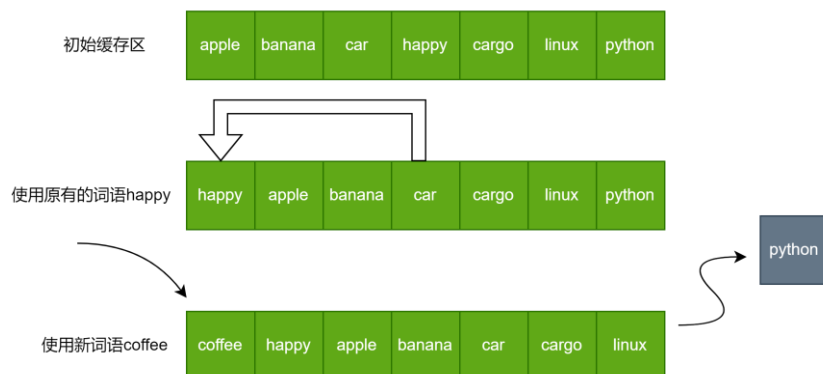 初始缓存区 apple banana car happy cargo linux python
使用原有的词语happy happy apple banana car cargo linux python
python
使用新词语coffee coffee happy apple banana car cargo linux